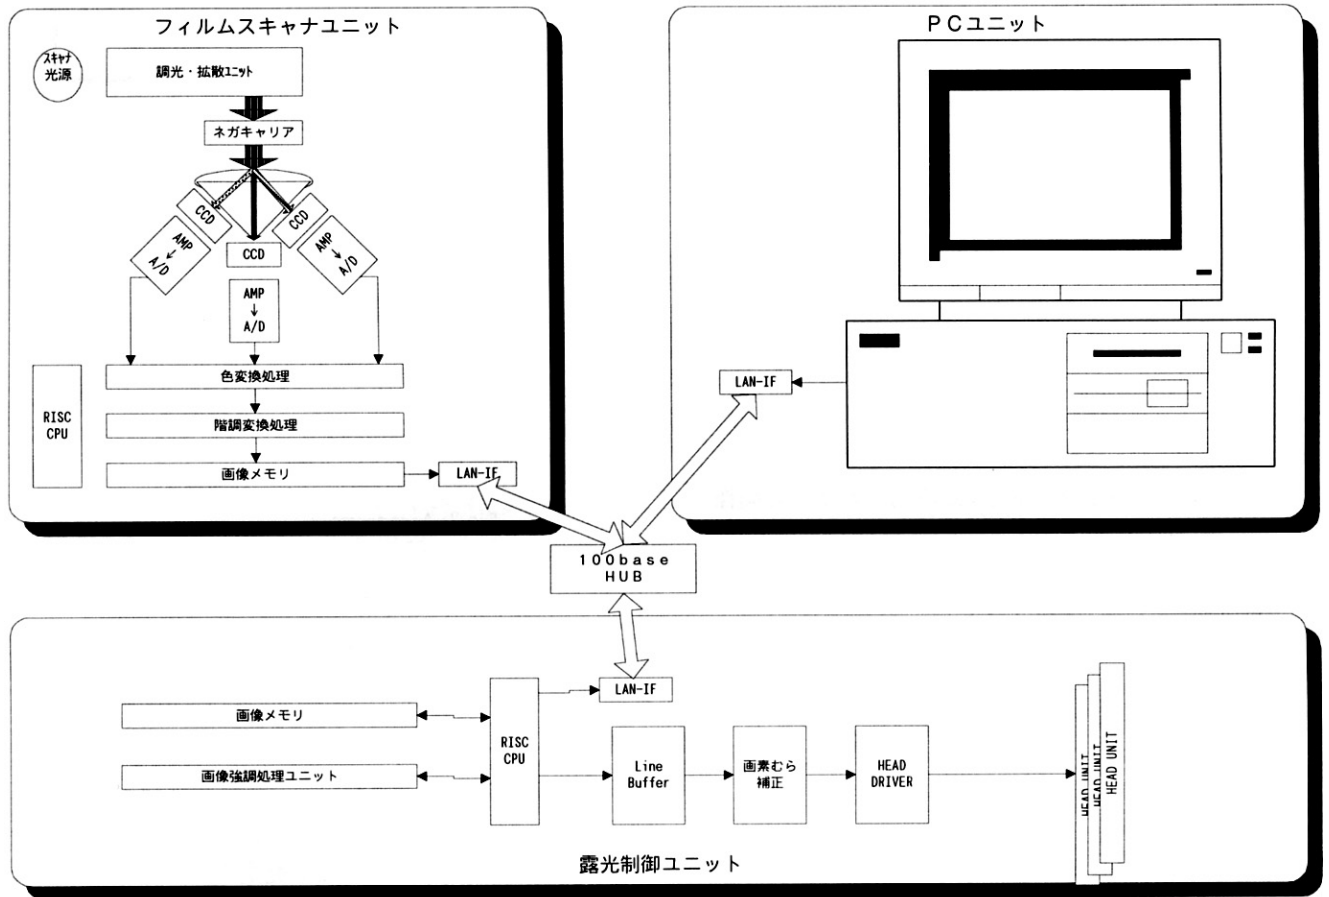 フィルムスキャナユニット
スキャナ
光源
調光・拡散ユニット
ネガキャリア
CCD
CCD
CCD
AMP
↓
A/D
AMP
↓
A/D
AMP
↓
A/D
色変換処理
階調変換処理
画像メモリ
RISC
CPU
LAN-IF
ＰＣユニット
LAN-IF
１００ｂａｓｅ
ＨＵＢ
LAN-IF
画像メモリ
画像強調処理ユニット
RISC
CPU
Line
Buffer
画素むら
補正
HEAD
DRIVER
HEAD UNIT
HEAD UNIT
HEAD UNIT
露光制御ユニット